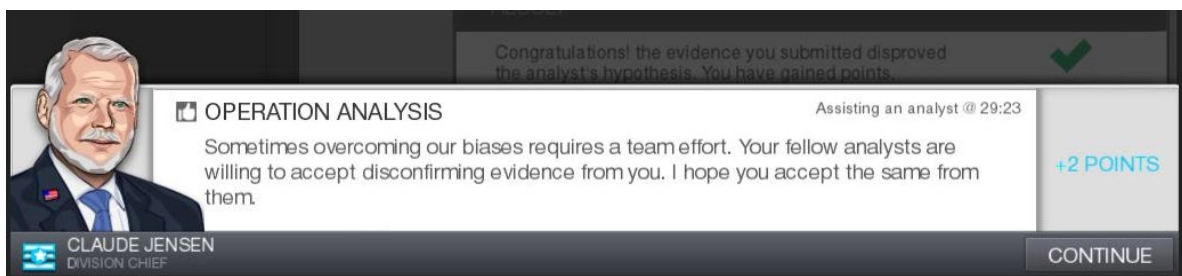 Congratulations! the evidence you submitted disproved
the analyst's hypothesis. You have gained points.
OPERATION ANALYSIS
Assisting an analyst @ 29:23
Sometimes overcoming our biases requires a team effort. Your fellow analysts are
willing to accept disconfirming evidence from you. I hope you accept the same from
them.
+2 POINTS
CLAUDE JENSEN
DIVISION CHIEF
CONTINUE